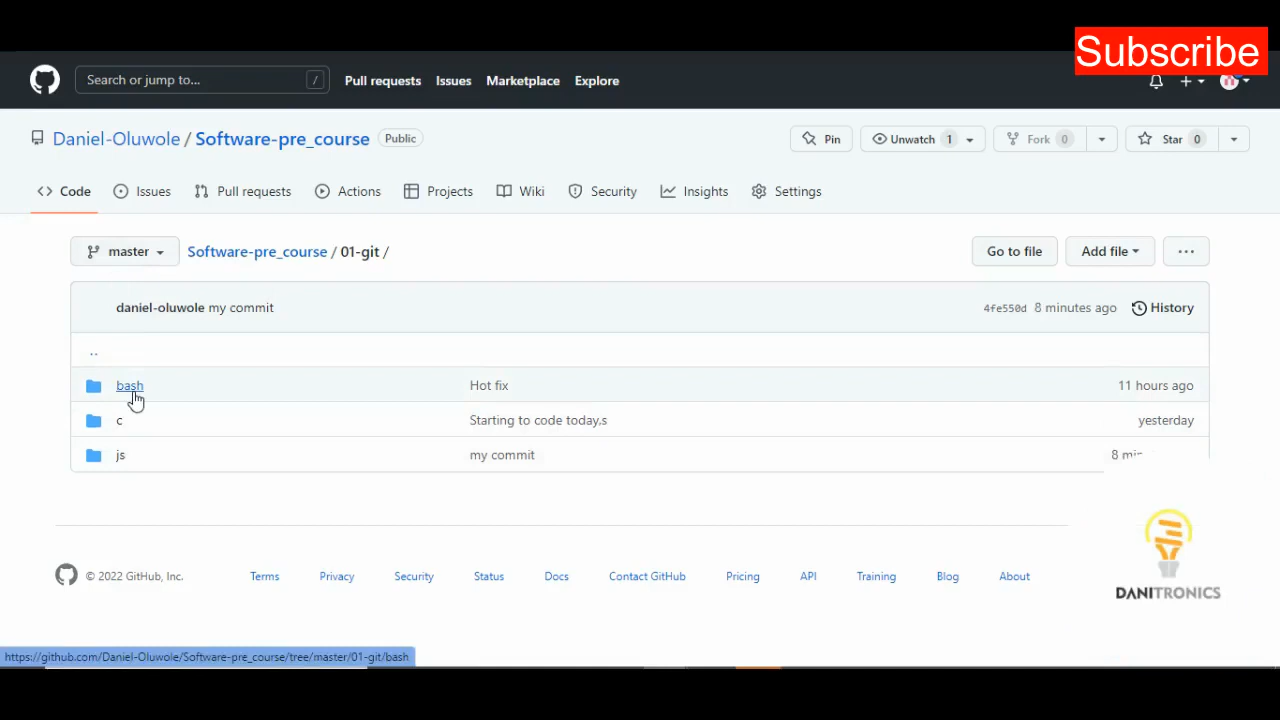 Subscribe
Search or jump to... /
Pull requests Issues Marketplace Explore
Daniel-Oluwole / Software-pre_course Public
Pin Unwatch 1 Fork 0 Star 0
Code Issues Pull requests Actions Projects Wiki Security Insights Settings
master Software-pre_course / 01-git / Go to file Add file ...
daniel-oluwole my commit 4fe550d 8 minutes ago History
..
bash Hot fix 11 hours ago
c Starting to code today,s yesterday
js my commit 8
DANITRONICS
© 2022 GitHub, Inc. Terms Privacy Security Status Docs Contact GitHub Pricing API Training Blog About
https://github.com/Daniel-Oluwole/Software-pre_course/tree/master/01-git/bash